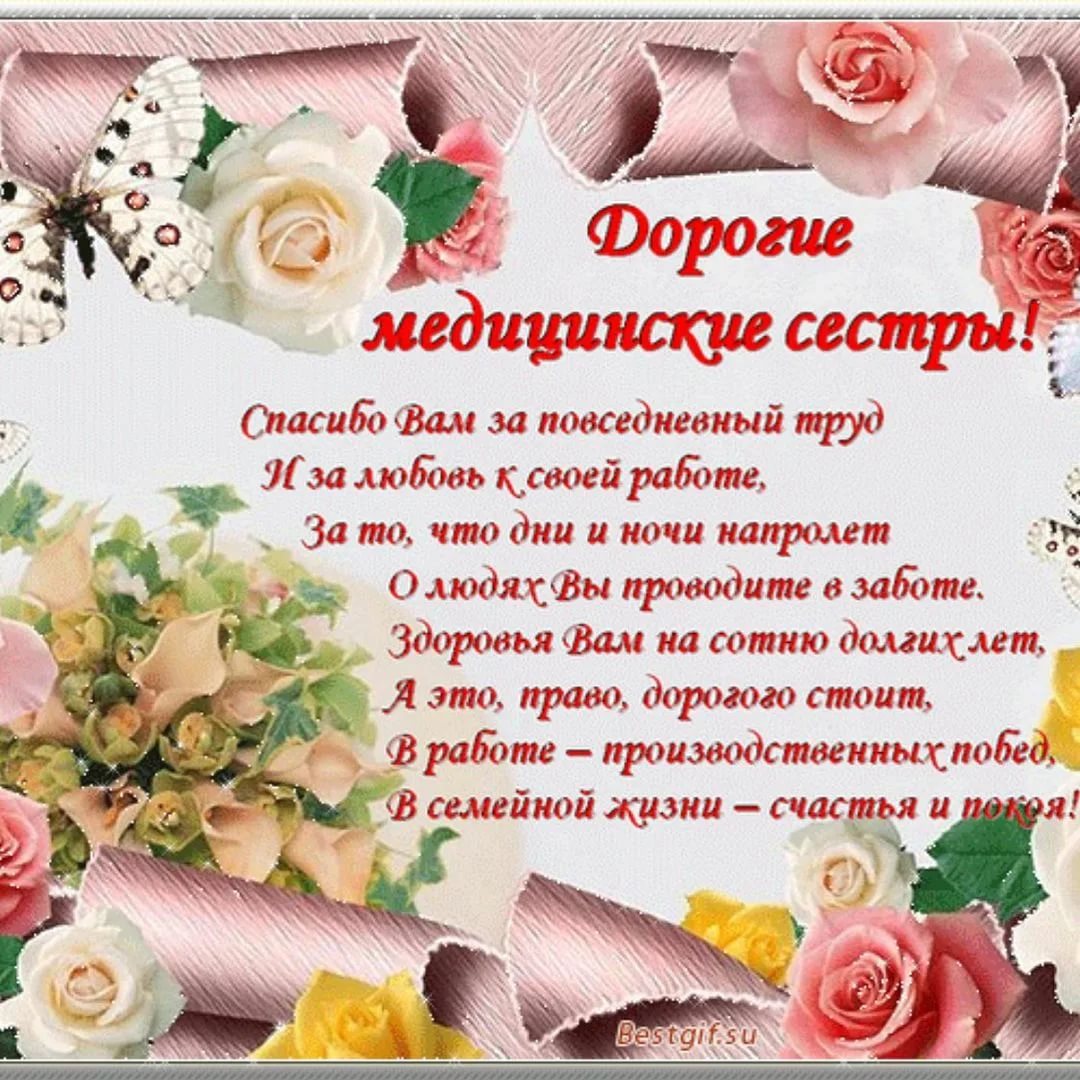 Дорогие
медицинские сестры!
Спасибо Вам за повседневный труд
И за любовь к своей работе,
За то, что дни и ночи напролет
О людях Вы проводите в заботе.
Здоровья Вам на сотню долгих лет,
А это, право, дорогого стоит,
В работе – производственных побед,
В семейной жизни – счастья и покоя!
Bestgif.su